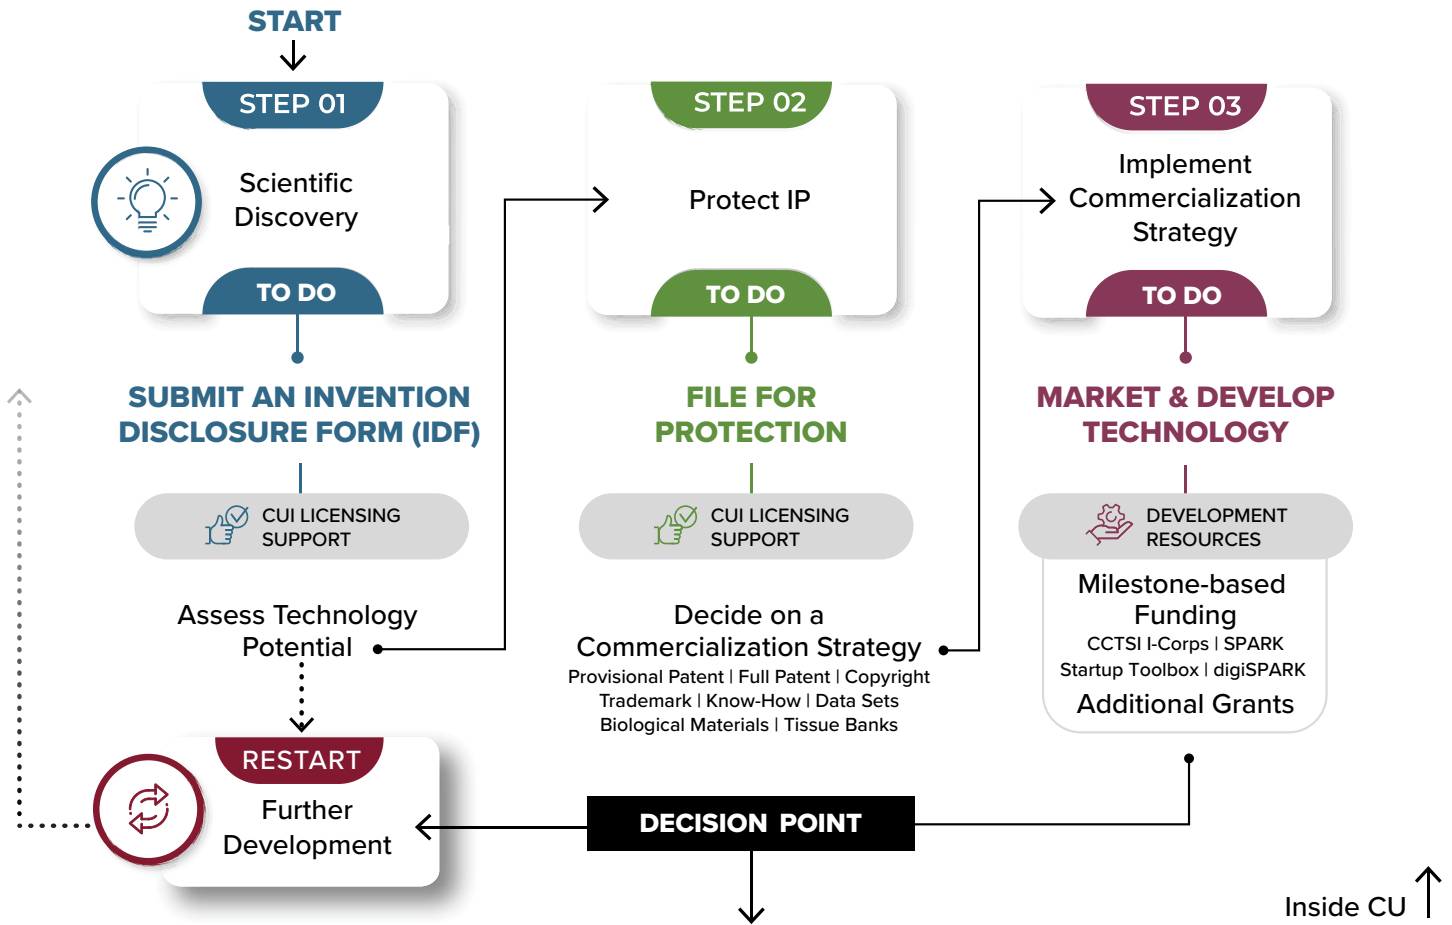 START
STEP 01
Scientific
Discovery
TO DO
SUBMIT AN INVENTION
DISCLOSURE FORM (IDF)
CUI LICENSING
SUPPORT
Assess Technology
Potential
RESTART
Further
Development
STEP 02
Protect IP
TO DO
FILE FOR
PROTECTION
CUI LICENSING
SUPPORT
Decide on a
Commercialization Strategy
Provisional Patent | Full Patent | Copyright
Trademark | Know-How | Data Sets
Biological Materials | Tissue Banks
STEP 03
Implement
Commercialization
Strategy
TO DO
MARKET & DEVELOP
TECHNOLOGY
DEVELOPMENT
RESOURCES
Milestone-based
Funding
CCTSI I-Corps | SPARK
Startup Toolbox | digiSPARK
Additional Grants
DECISION POINT
Inside CU